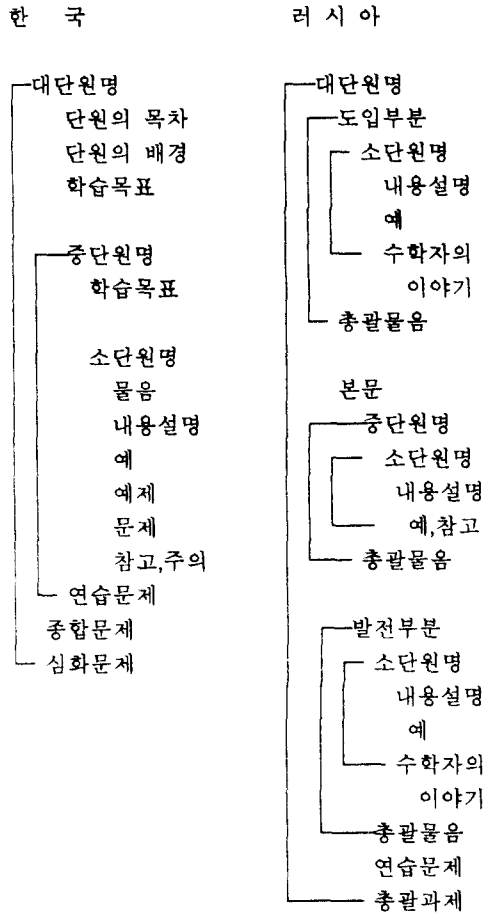 한 국
대단원명
단원의 목차
단원의 배경
학습목표
중단원명
학습목표
소단원명
물음
내용설명
예
예제
문제
참고,주의
연습문제
종합문제
심화문제
러 시 아
대단원명
도입부분
소단원명
내용설명
예
수학자의
이야기
총괄물음
본문
중단원명
소단원명
내용설명
예,참고
총괄물음
발전부분
소단원명
내용설명
예
수학자의
이야기
총괄물음
연습문제
총괄과제